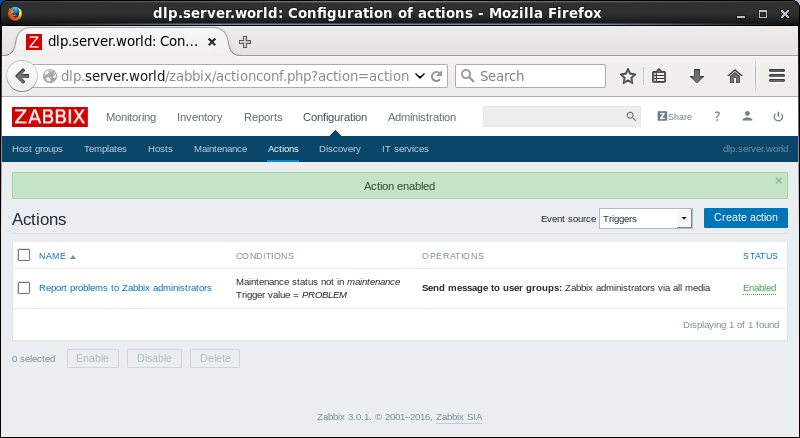 dlp.server.world: Configuration of actions - Mozilla Firefox
Z dlp.server.world: Con...
dlp.server.world/zabbix/actionconf.php?action=action
Search
ZABBIX Monitoring Inventory Reports Configuration Administration Z Share ?
Host groups Templates Hosts Maintenance Actions Discovery IT services dlp.server.world
Action enabled
Actions Event source Triggers Create action
NAME CONDITIONS OPERATIONS STATUS
Report problems to Zabbix administrators Maintenance status not in maintenance Send message to user groups: Zabbix administrators via all media Enabled
Trigger value = PROBLEM
Displaying 1 of 1 found
0 selected Enable Disable Delete
Zabbix 3.0.1. © 2001–2016, Zabbix SIA